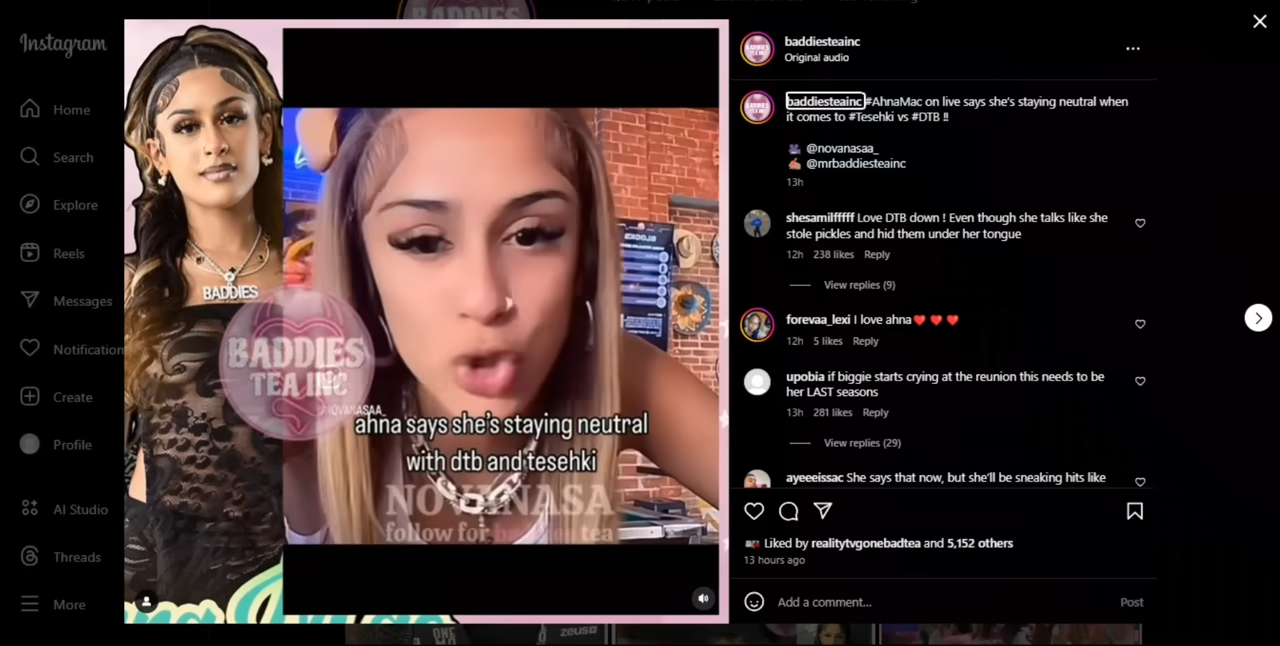 Instagram
Home
Search
Explore
Reels
Messages
Notification
Create
Profile
AI Studio
Threads
More
BADDIES
BADDIES
BADDIES
TEA INC
NOVANASAA_
ahna says she's staying neutral
with dtb and tesehki
NOVANASA
follow for baddies tea
baddiesteainc
Original audio
baddiesteainc #AhnaMac on live says she's staying neutral when
it comes to #Tesehki vs #DTB ‼️
@novanasaa_
@mrbaddiesteainc
13h
shesamilfffff Love DTB down ! Even though she talks like she
stole pickles and hid them under her tongue
12h 238 likes Reply
View replies (9)
forevaa_lexi I love ahna❤️ ❤️ ❤️
12h 5 likes Reply
upobia if biggie starts crying at the reunion this needs to be
her LAST seasons
13h 281 likes Reply
View replies (29)
ayeeeissac She says that now, but she'll be sneaking hits like
Liked by realitytvgonebadtea and 5,152 others
13 hours ago
Add a comment...
Post
ONE
zeus